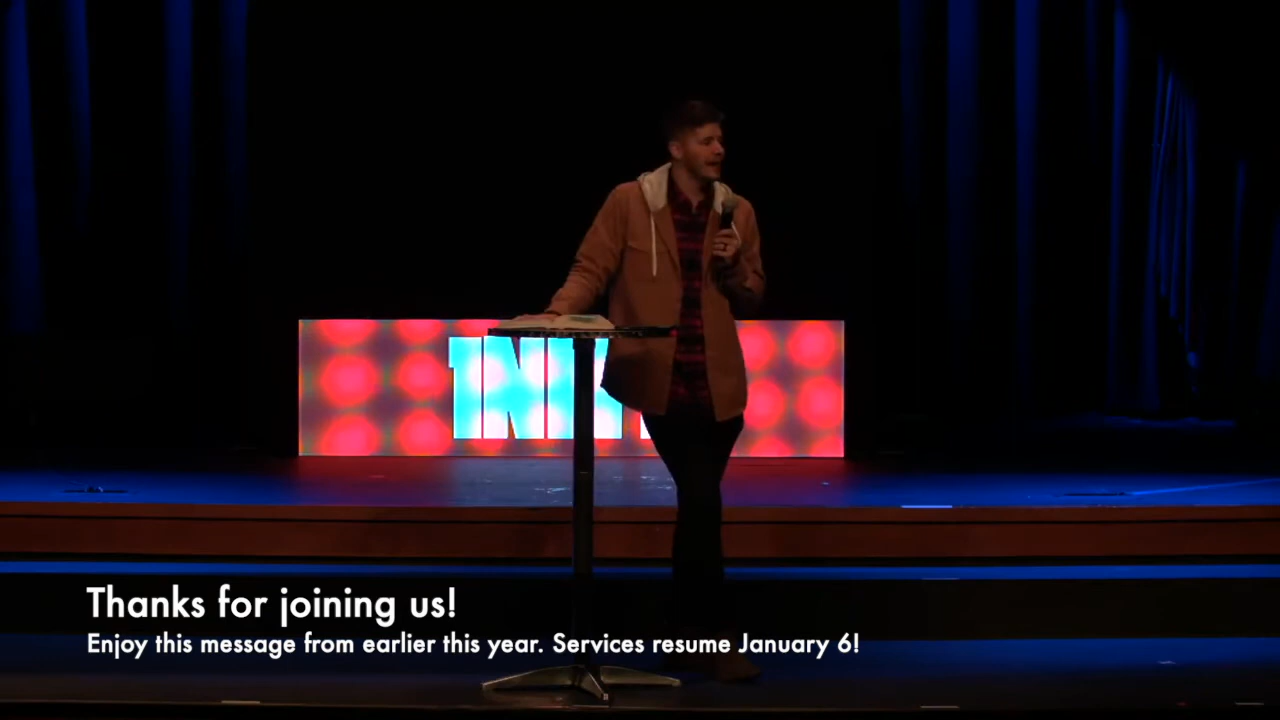 Thanks for joining us!
Enjoy this message from earlier this year. Services resume January 6!